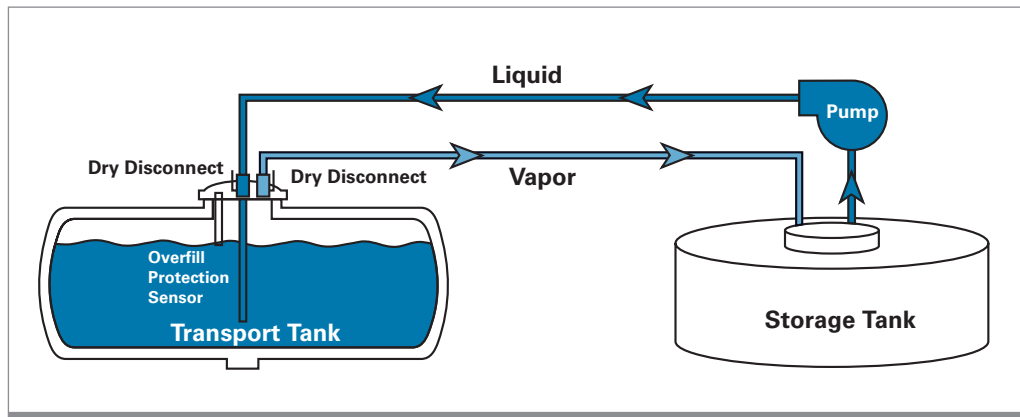 Liquid
Pump
Dry Disconnect
Dry Disconnect
Vapor
Overfill
Protection
Sensor
Transport Tank
Storage Tank